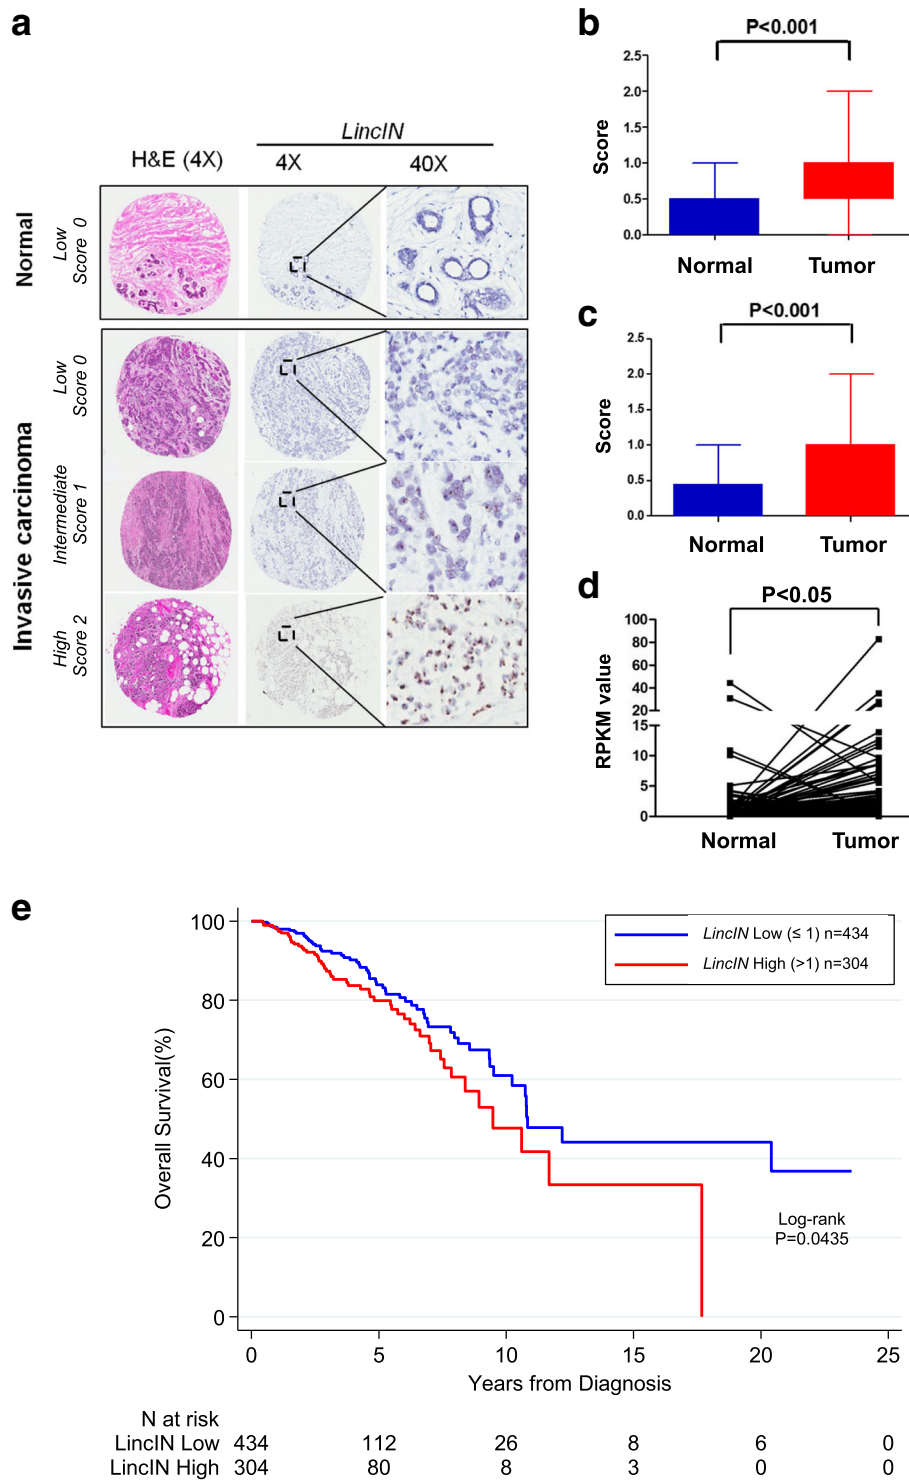 a
LincIN
H&E (4X)
4X
40X
Normal
Low
Score 0
Invasive carcinoma
Low
Score 0
Intermediate
Score 1
High
Score 2
b
P<0.001
Score
2.5
2.0
1.5
1.0
0.5
0.0
Normal
Tumor
c
P<0.001
Score
2.5
2.0
1.5
1.0
0.5
0.0
Normal
Tumor
d
P<0.05
RPKM value
100
80
60
40
20
15
10
5
0
Normal
Tumor
e
Overall Survival(%)
100
80
60
40
20
0
LincIN Low (≤ 1) n=434
LincIN High (>1) n=304
Log-rank
P=0.0435
0 5 10 15 20 25
Years from Diagnosis
N at risk
LincIN Low 434 112 26 8 6 0
LincIN High 304 80 8 3 0 0